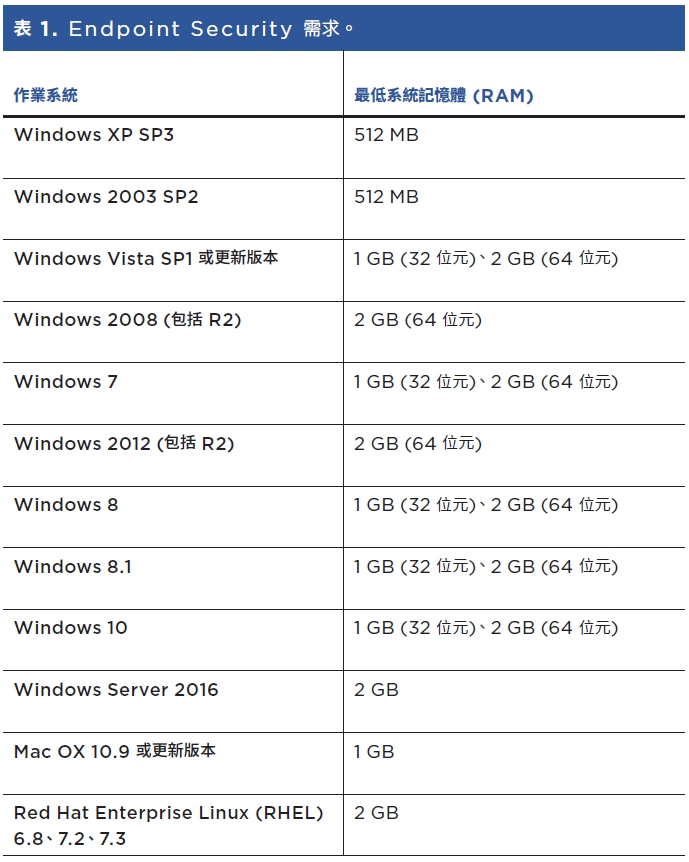 表 1. Endpoint Security 需求。
作業系統 最低系統記憶體 (RAM)
Windows XP SP3 512 MB
Windows 2003 SP2 512 MB
Windows Vista SP1 或更新版本 1 GB (32 位元)、2 GB (64 位元)
Windows 2008 (包括 R2) 2 GB (64 位元)
Windows 7 1 GB (32 位元)、2 GB (64 位元)
Windows 2012 (包括 R2) 2 GB (64 位元)
Windows 8 1 GB (32 位元)、2 GB (64 位元)
Windows 8.1 1 GB (32 位元)、2 GB (64 位元)
Windows 10 1 GB (32 位元)、2 GB (64 位元)
Windows Server 2016 2 GB
Mac OX 10.9 或更新版本 1 GB
Red Hat Enterprise Linux (RHEL) 2 GB
6.8、7.2、7.3